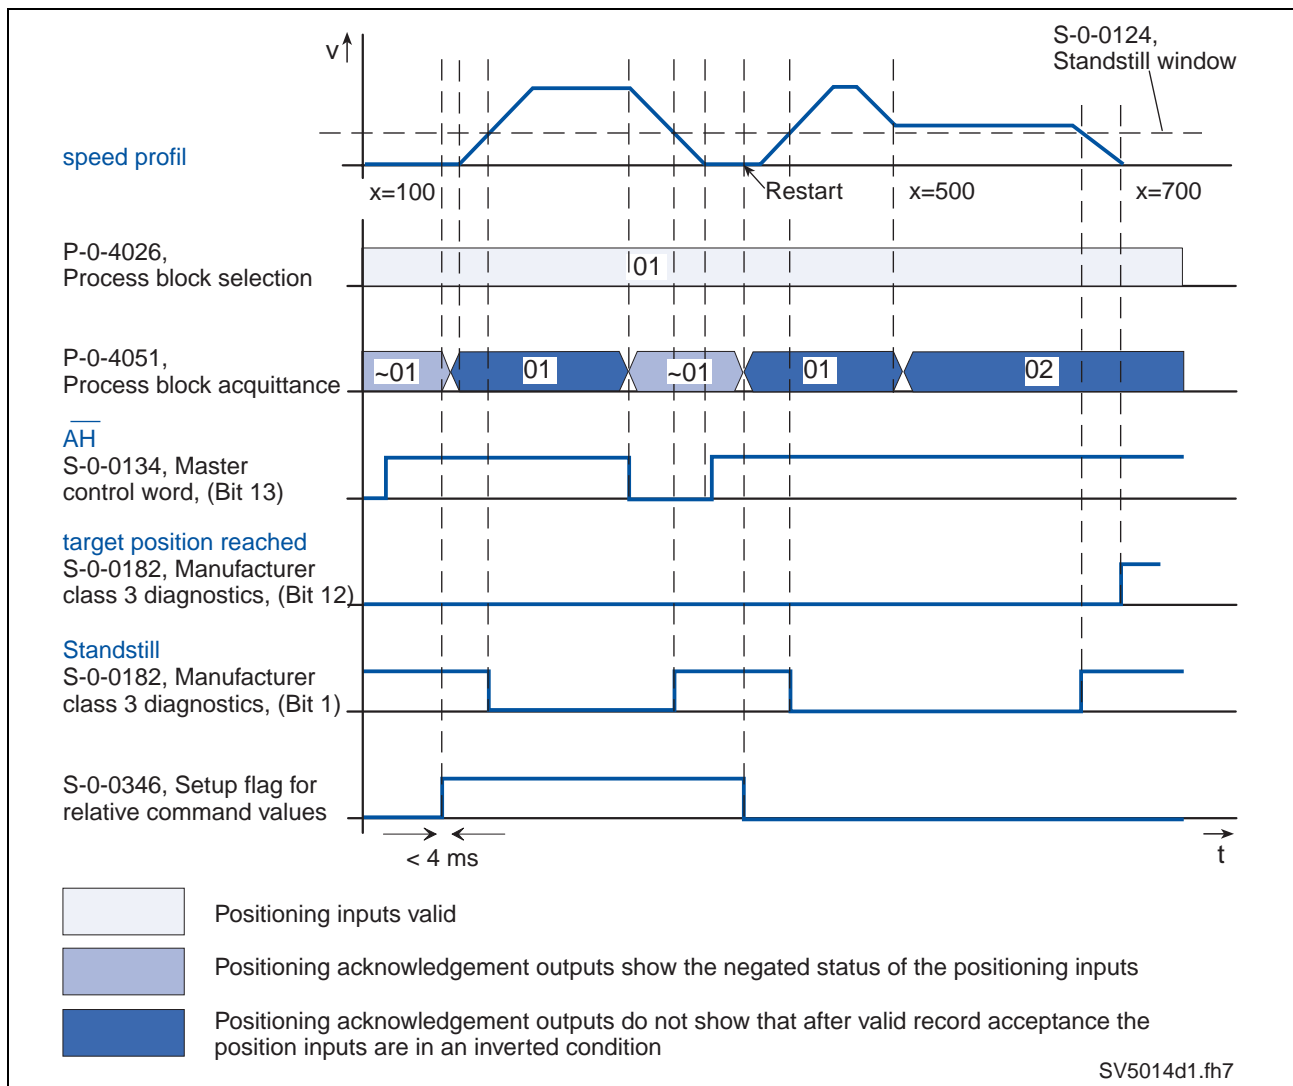 v
S-0-0124,
Standstill window
speed profil
x=100
Restart
x=500
x=700
P-0-4026,
Process block selection
01
P-0-4051,
Process block acquittance
~01
01
~01
01
02
AH
S-0-0134, Master
control word, (Bit 13)
target position reached
S-0-0182, Manufacturer
class 3 diagnostics, (Bit 12)
Standstill
S-0-0182, Manufacturer
class 3 diagnostics, (Bit 1)
S-0-0346, Setup flag for
relative command values
< 4 ms
t
Positioning inputs valid
Positioning acknowledgement outputs show the negated status of the positioning inputs
Positioning acknowledgement outputs do not show that after valid record acceptance the
position inputs are in an inverted condition
SV5014d1.fh7